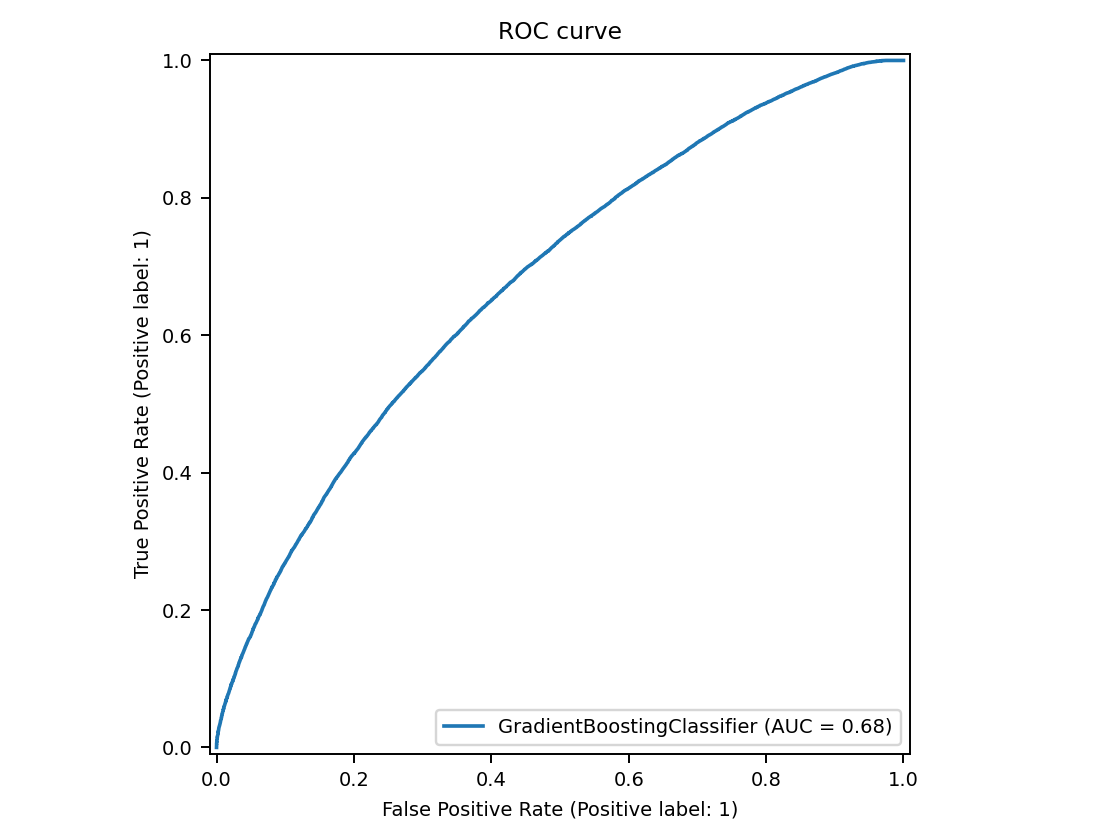 ROC curve
1.0
0.8
0.6
0.4
0.2
0.0
True Positive Rate (Positive label: 1)
GradientBoostingClassifier (AUC = 0.68)
0.0 0.2 0.4 0.6 0.8 1.0
False Positive Rate (Positive label: 1)